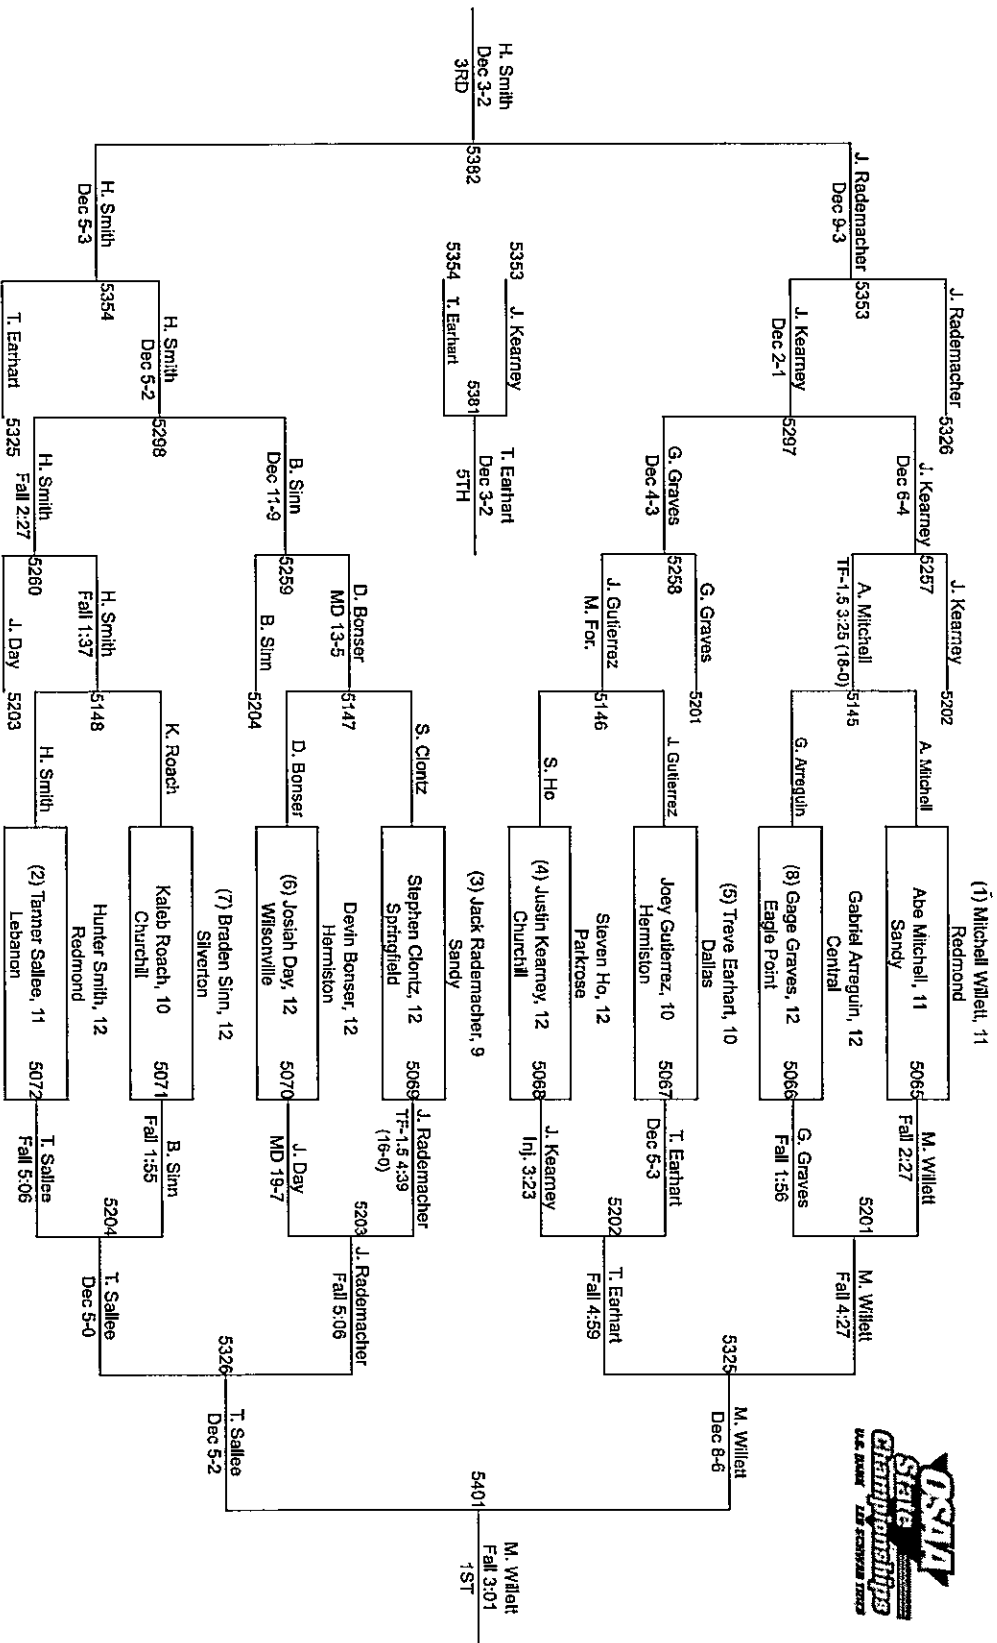 OSAA
State
Championships
U.S. BANK LES SCHWAB TIRES
(1) Mitchell Willett, 11
Redmond
Abe Mitchell, 11
Sandy
Gabriel Arreguin, 12
Central
(8) Gage Graves, 12
Eagle Point
(5) Treve Earhart, 10
Dallas
Joey Gutierrez, 10
Hermiston
Steven Ho, 12
Parkrose
(4) Justin Kearney, 12
Churchill
(3) Jack Rademacher, 9
Sandy
Stephen Clontz, 12
Springfield
Devin Bonser, 12
Hermiston
(6) Josiah Day, 12
Wilsonville
(7) Braden Sinn, 12
Silverton
Kaleb Roach, 10
Churchill
Hunter Smith, 12
Redmond
(2) Tanner Sallee, 11
Lebanon
5065
5066
5067
5068
5069
5070
5071
5072
M. Willett
Fall 2:27
G. Graves
Fall 1:56
T. Earhart
Dec 5-3
J. Kearney
Inj. 3:23
J. Rademacher
TF-1.5 4:39
(16-0)
J. Day
MD 19-7
B. Sinn
Fall 1:55
T. Sallee
Fall 5:06
5201
5202
5203
5204
M. Willett
Fall 4:27
T. Earhart
Fall 4:59
J. Rademacher
Fall 5:06
T. Sallee
Dec 5-0
5325
5326
M. Willett
Dec 8-6
T. Sallee
Dec 5-2
5401
M. Willett
Fall 3:01
1ST
A. Mitchell
G. Arreguin
J. Gutierrez
S. Ho
S. Clontz
D. Bonser
K. Roach
H. Smith
5145
5146
5147
5148
J. Kearney
5202
A. Mitchell
TF-1.5 3:25 (18-0)
G. Graves
5201
J. Gutierrez
M. For.
D. Bonser
MD 13-5
B. Sinn
5204
H. Smith
Fall 1:37
J. Day
5203
5257
5258
5259
5260
J. Kearney
Dec 6-4
G. Graves
Dec 4-3
B. Sinn
Dec 11-9
H. Smith
Fall 2:27
5297
5298
J. Rademacher
5326
J. Kearney
Dec 2-1
H. Smith
Dec 5-2
T. Earhart
5325
5353
5354
J. Rademacher
Dec 9-3
H. Smith
Dec 5-3
5382
H. Smith
Dec 3-2
3RD
5353
J. Kearney
5354
T. Earhart
5381
T. Earhart
Dec 3-2
5TH